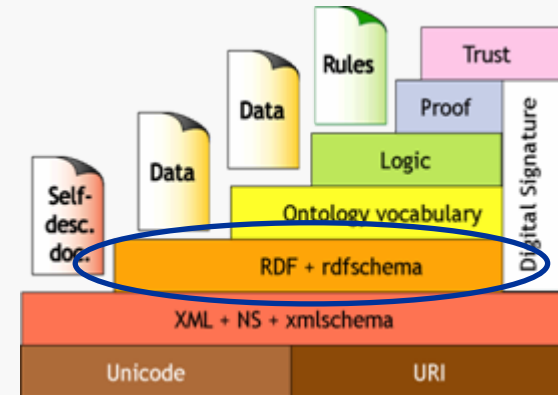 Trust
Rules
Proof
Data
Logic
Data
Self-
desc.
doc.
Ontology vocabulary
Digital Signature
RDF + rdfschema
XML + NS + xmlschema
Unicode
URI